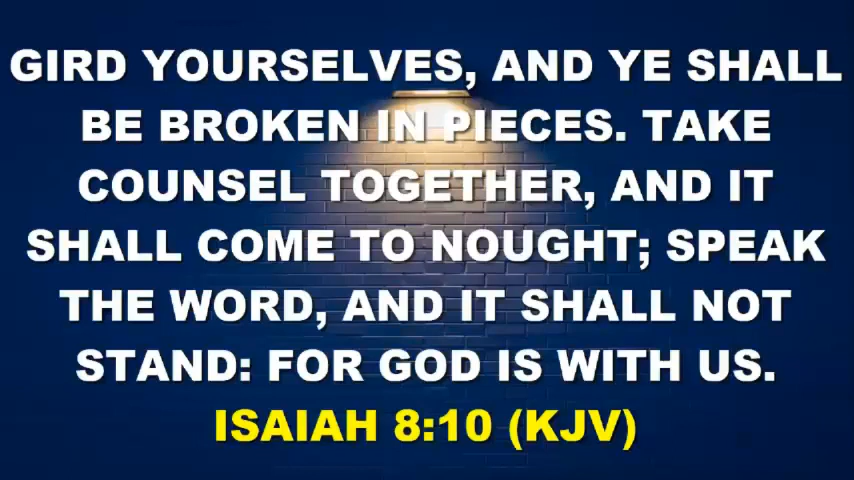 GIRD YOURSELVES, AND YE SHALL
BE BROKEN IN PIECES. TAKE
COUNSEL TOGETHER, AND IT
SHALL COME TO NOUGHT; SPEAK
THE WORD, AND IT SHALL NOT
STAND: FOR GOD IS WITH US.
ISAIAH 8:10 (KJV)